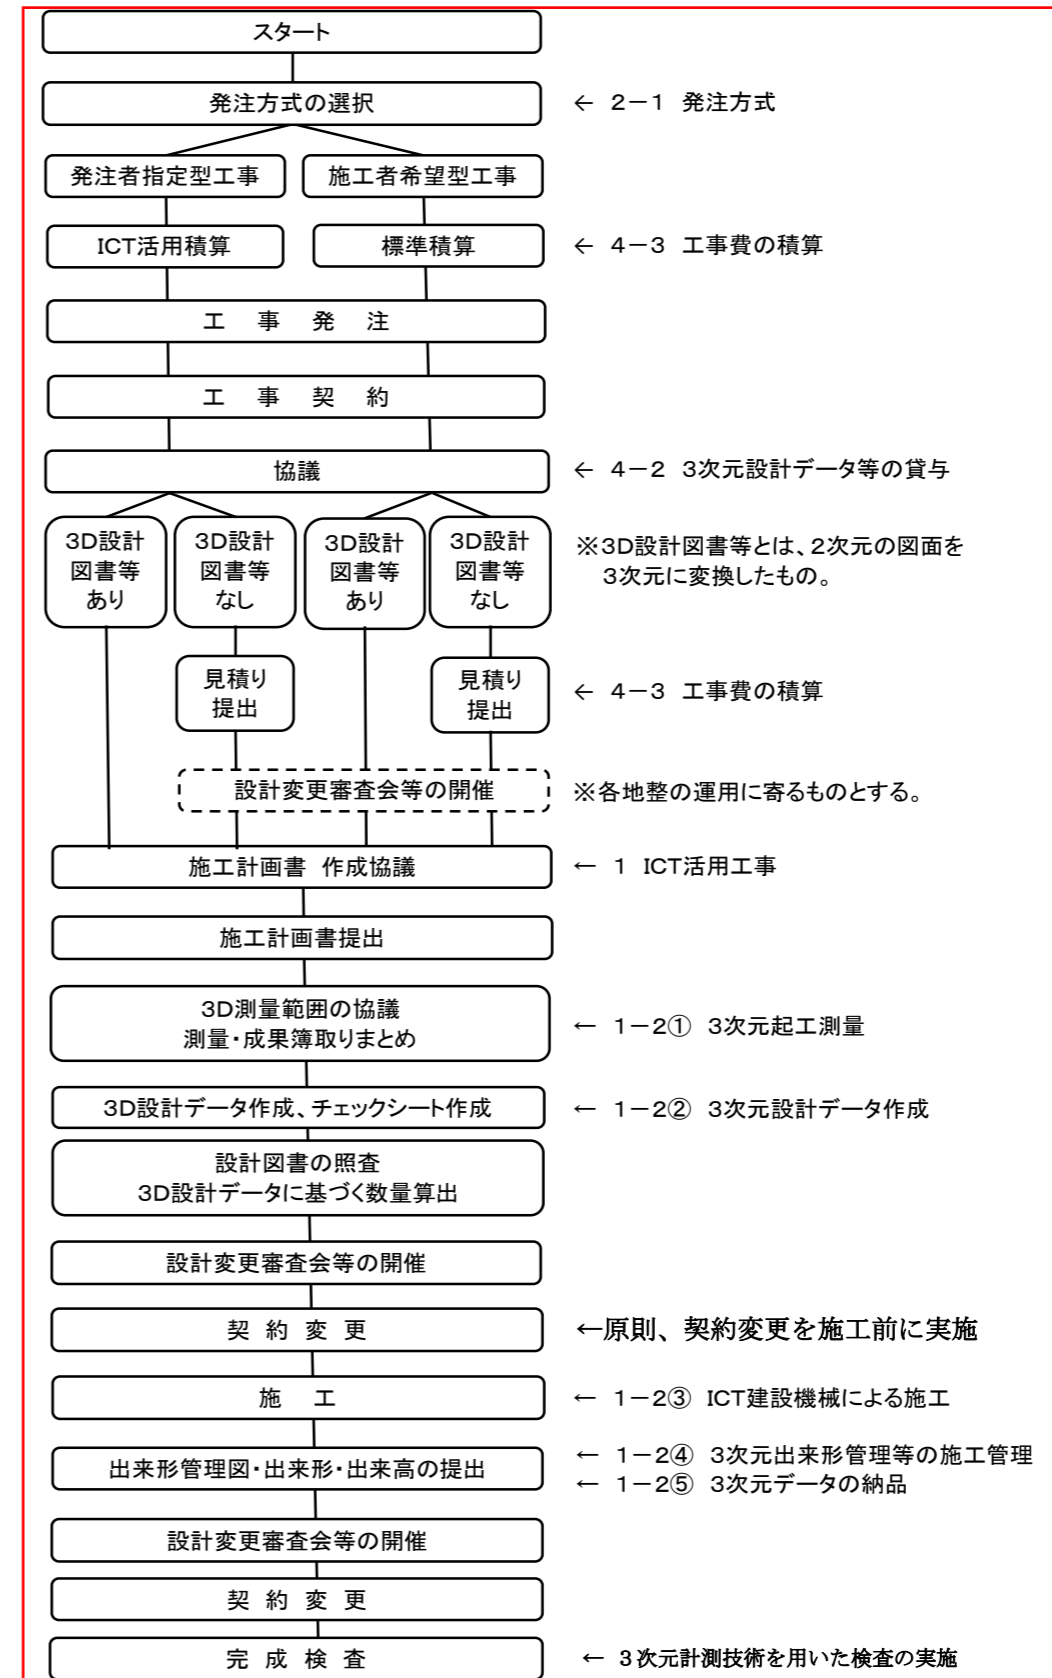 スタート
発注方式の選択
← 2－1 発注方式
発注者指定型工事
施工者希望型工事
ICT活用積算
標準積算
← 4－3 工事費の積算
工 事 発 注
工 事 契 約
協議
← 4－2 3次元設計データ等の貸与
3D設計
図書等
あり
3D設計
図書等
なし
3D設計
図書等
あり
3D設計
図書等
なし
※3D設計図書等とは、2次元の図面を
3次元に変換したもの。
見積り
提出
見積り
提出
← 4－3 工事費の積算
設計変更審査会等の開催
※各地整の運用に寄るものとする。
施工計画書 作成協議
← 1 ICT活用工事
施工計画書提出
3D測量範囲の協議
測量・成果簿取りまとめ
← 1－2① 3次元起工測量
3D設計データ作成、チェックシート作成
← 1－2② 3次元設計データ作成
設計図書の照査
3D設計データに基づく数量算出
設計変更審査会等の開催
契 約 変 更
←原則、契約変更を施工前に実施
施 工
← 1－2③ ICT建設機械による施工
出来形管理図・出来形・出来高の提出
← 1－2④ 3次元出来形管理等の施工管理
← 1－2⑤ 3次元データの納品
設計変更審査会等の開催
契 約 変 更
完 成 検 査
← 3次元計測技術を用いた検査の実施